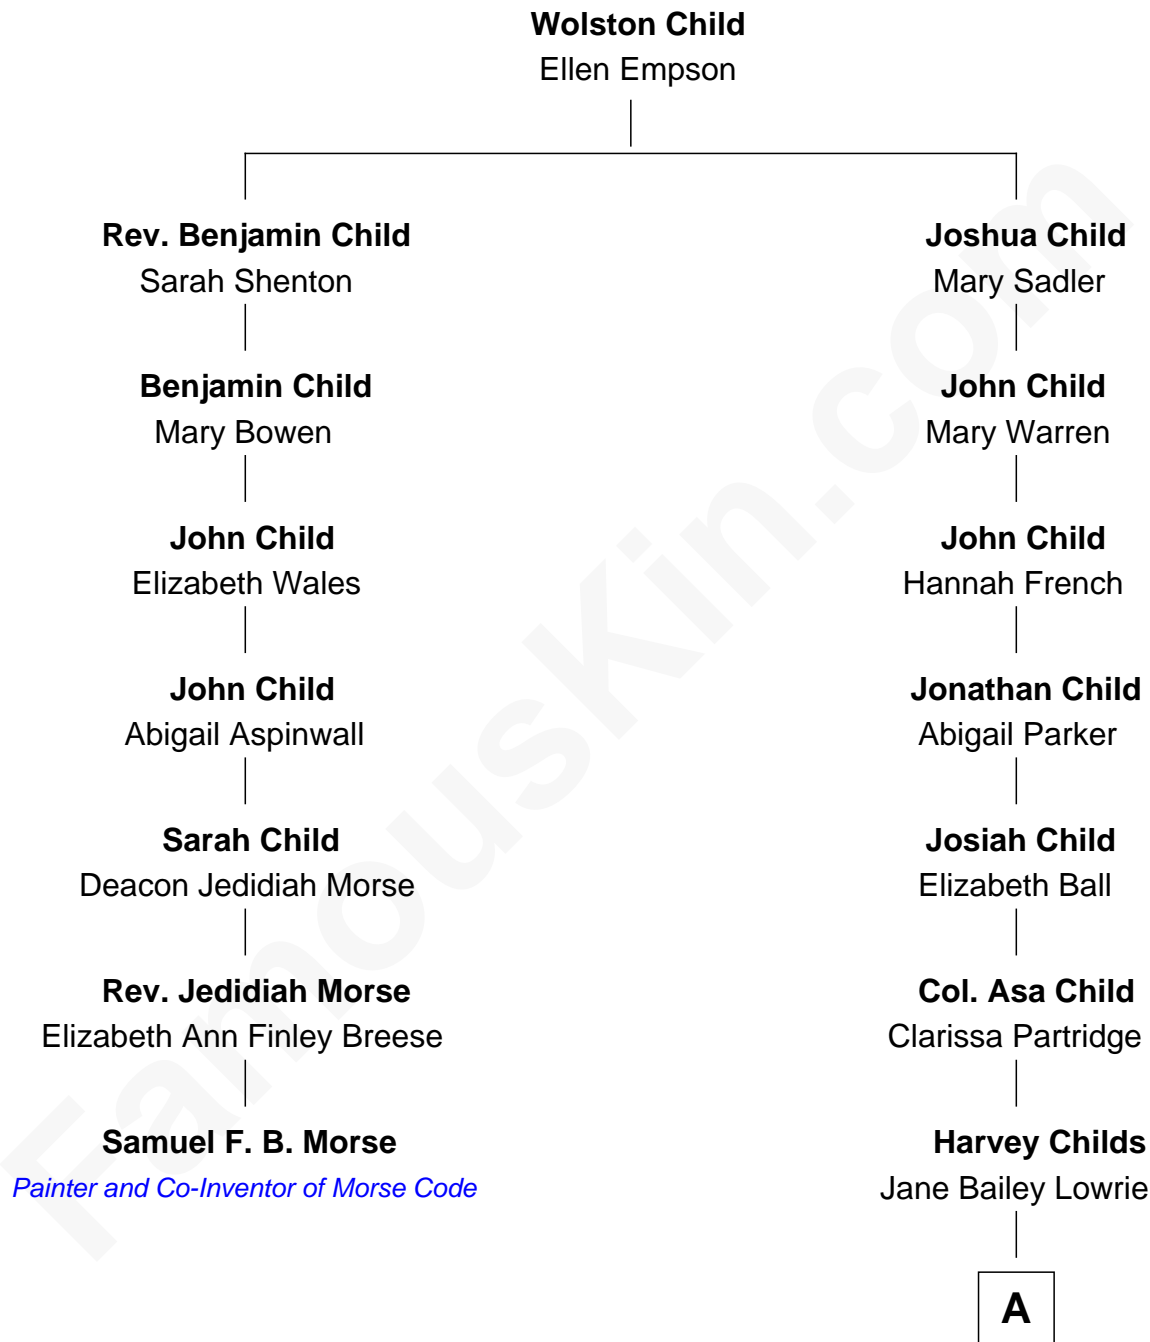 Wolston Child
Ellen Empson
Rev. Benjamin Child
Sarah Shenton
Joshua Child
Mary Sadler
Benjamin Child
Mary Bowen
John Child
Mary Warren
John Child
Elizabeth Wales
John Child
Hannah French
John Child
Abigail Aspinwall
Jonathan Child
Abigail Parker
Sarah Child
Deacon Jedidiah Morse
Josiah Child
Elizabeth Ball
Rev. Jedidiah Morse
Elizabeth Ann Finley Breese
Col. Asa Child
Clarissa Partridge
Samuel F. B. Morse
Painter and Co-Inventor of Morse Code
Harvey Childs
Jane Bailey Lowrie
A
FamousKin.com